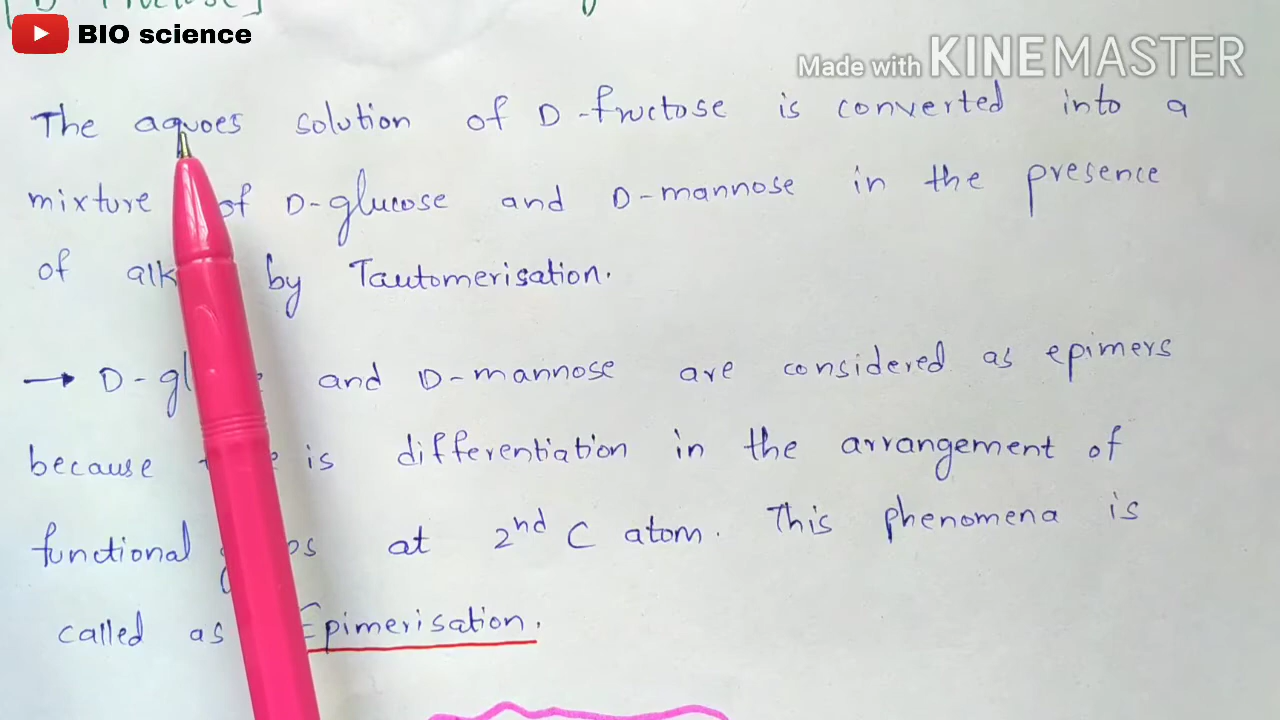 BIO science
Made with KINEMASTER
The aquoes solution of D-fructose is converted into a
mixture of D-glucose and D-mannose in the presence
of by Tautomerisation.
→ and D-mannose are considered as epimers
because is differentiation in the arrangement of
functional at 2nd C atom. This phenomena is
called as Epimerisation.